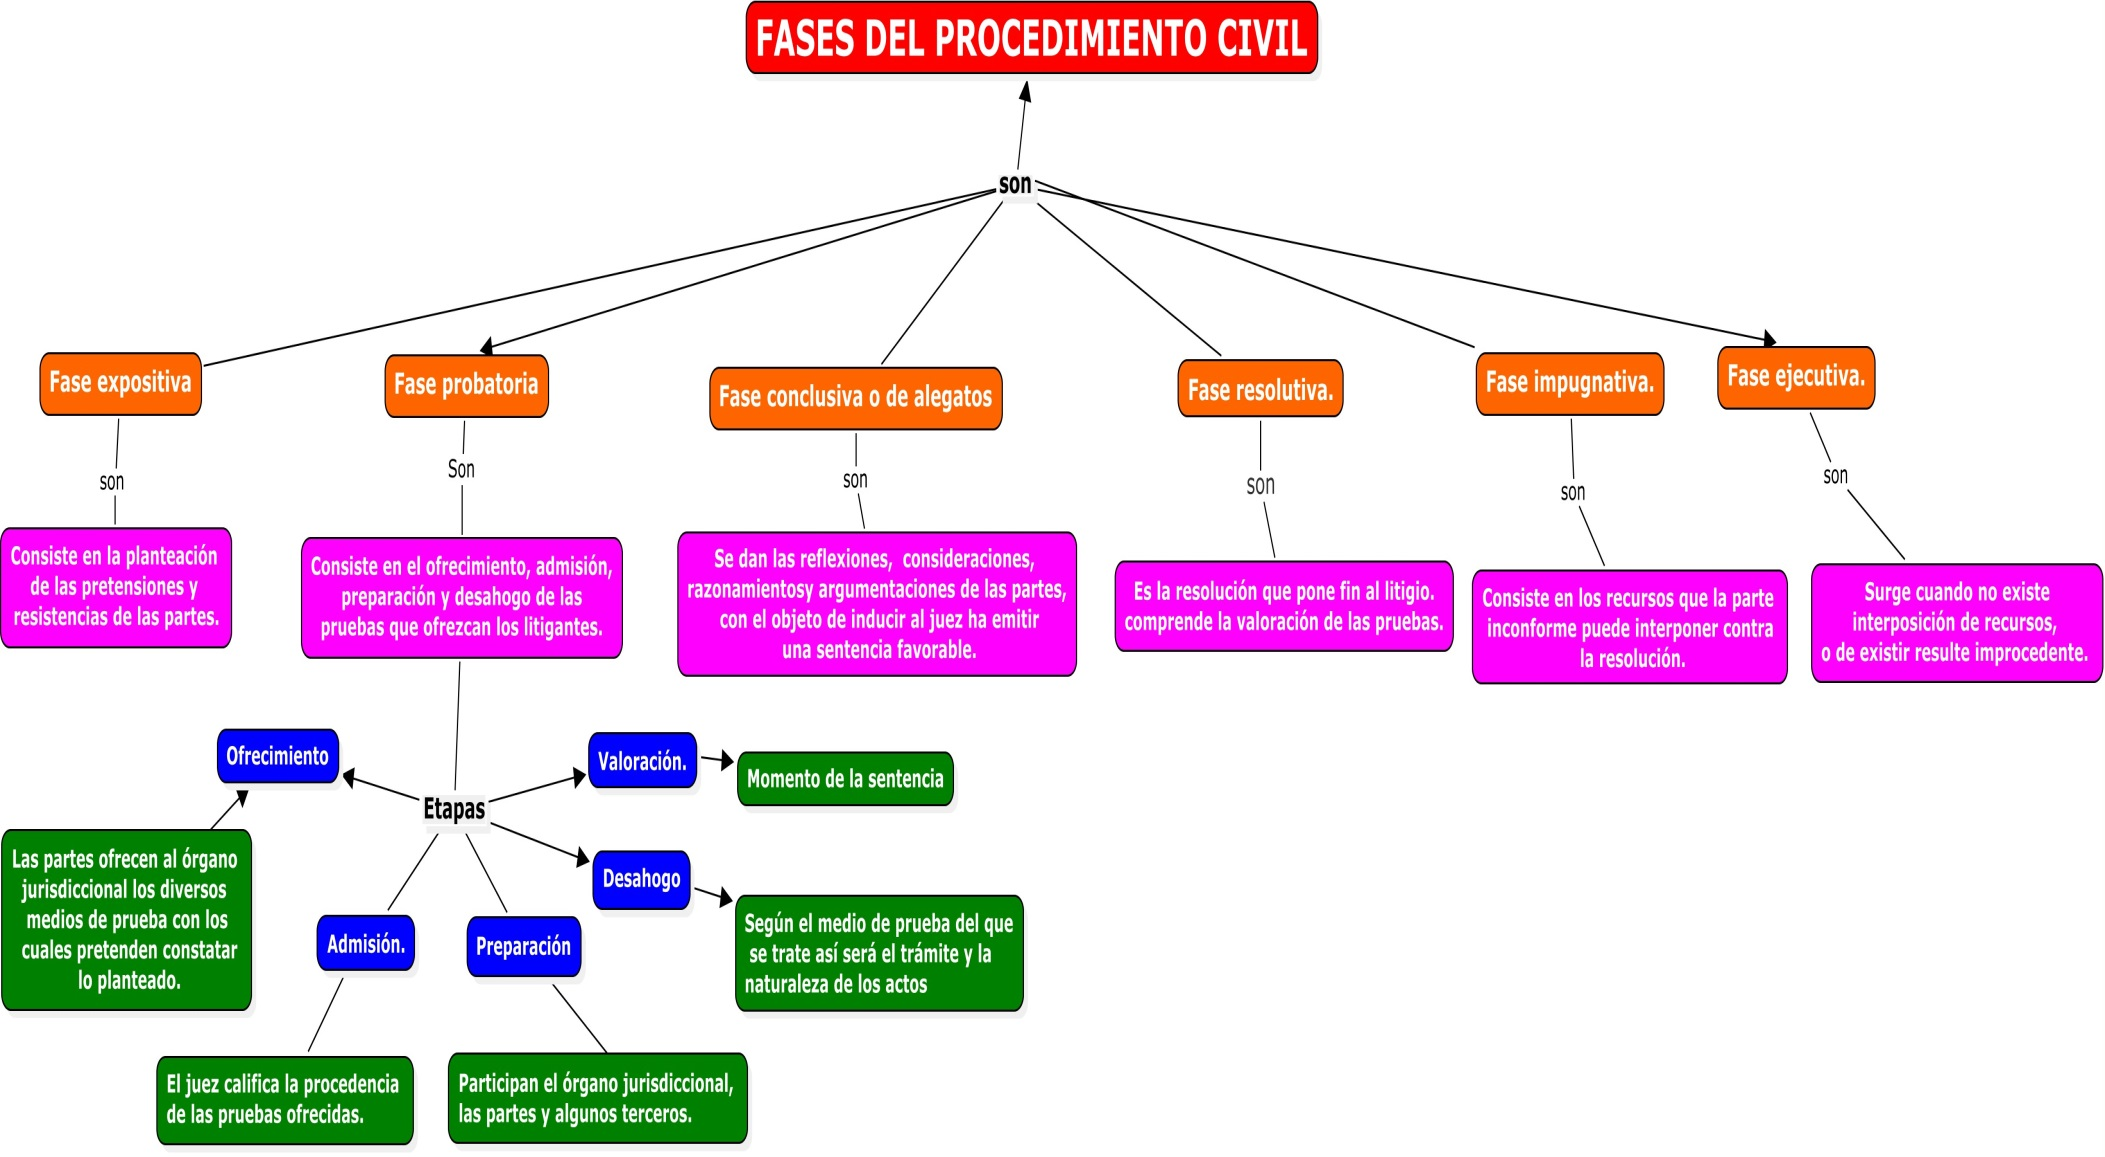 FASES DEL PROCEDIMIENTO CIVIL
son
Fase expositiva
Fase probatoria
Fase conclusiva o de alegatos
Fase resolutiva.
Fase impugnativa.
Fase ejecutiva.
son
Son
son
son
son
son
Consiste en la planteación
de las pretensiones y
resistencias de las partes.
Consiste en el ofrecimiento, admisión,
preparación y desahogo de las
pruebas que ofrezcan los litigantes.
Se dan las reflexiones, consideraciones,
razonamientosy argumentaciones de las partes,
con el objeto de inducir al juez ha emitir
una sentencia favorable.
Es la resolución que pone fin al litigio.
comprende la valoración de las pruebas.
Consiste en los recursos que la parte
inconforme puede interponer contra
la resolución.
Surge cuando no existe
interposición de recursos,
o de existir resulte improcedente.
Etapas
Ofrecimiento
Las partes ofrecen al órgano
jurisdiccional los diversos
medios de prueba con los
cuales pretenden constatar
lo planteado.
Valoración.
Momento de la sentencia
Desahogo
Según el medio de prueba del que
se trate así será el trámite y la
naturaleza de los actos
Admisión.
El juez califica la procedencia
de las pruebas ofrecidas.
Preparación
Participan el órgano jurisdiccional,
las partes y algunos terceros.